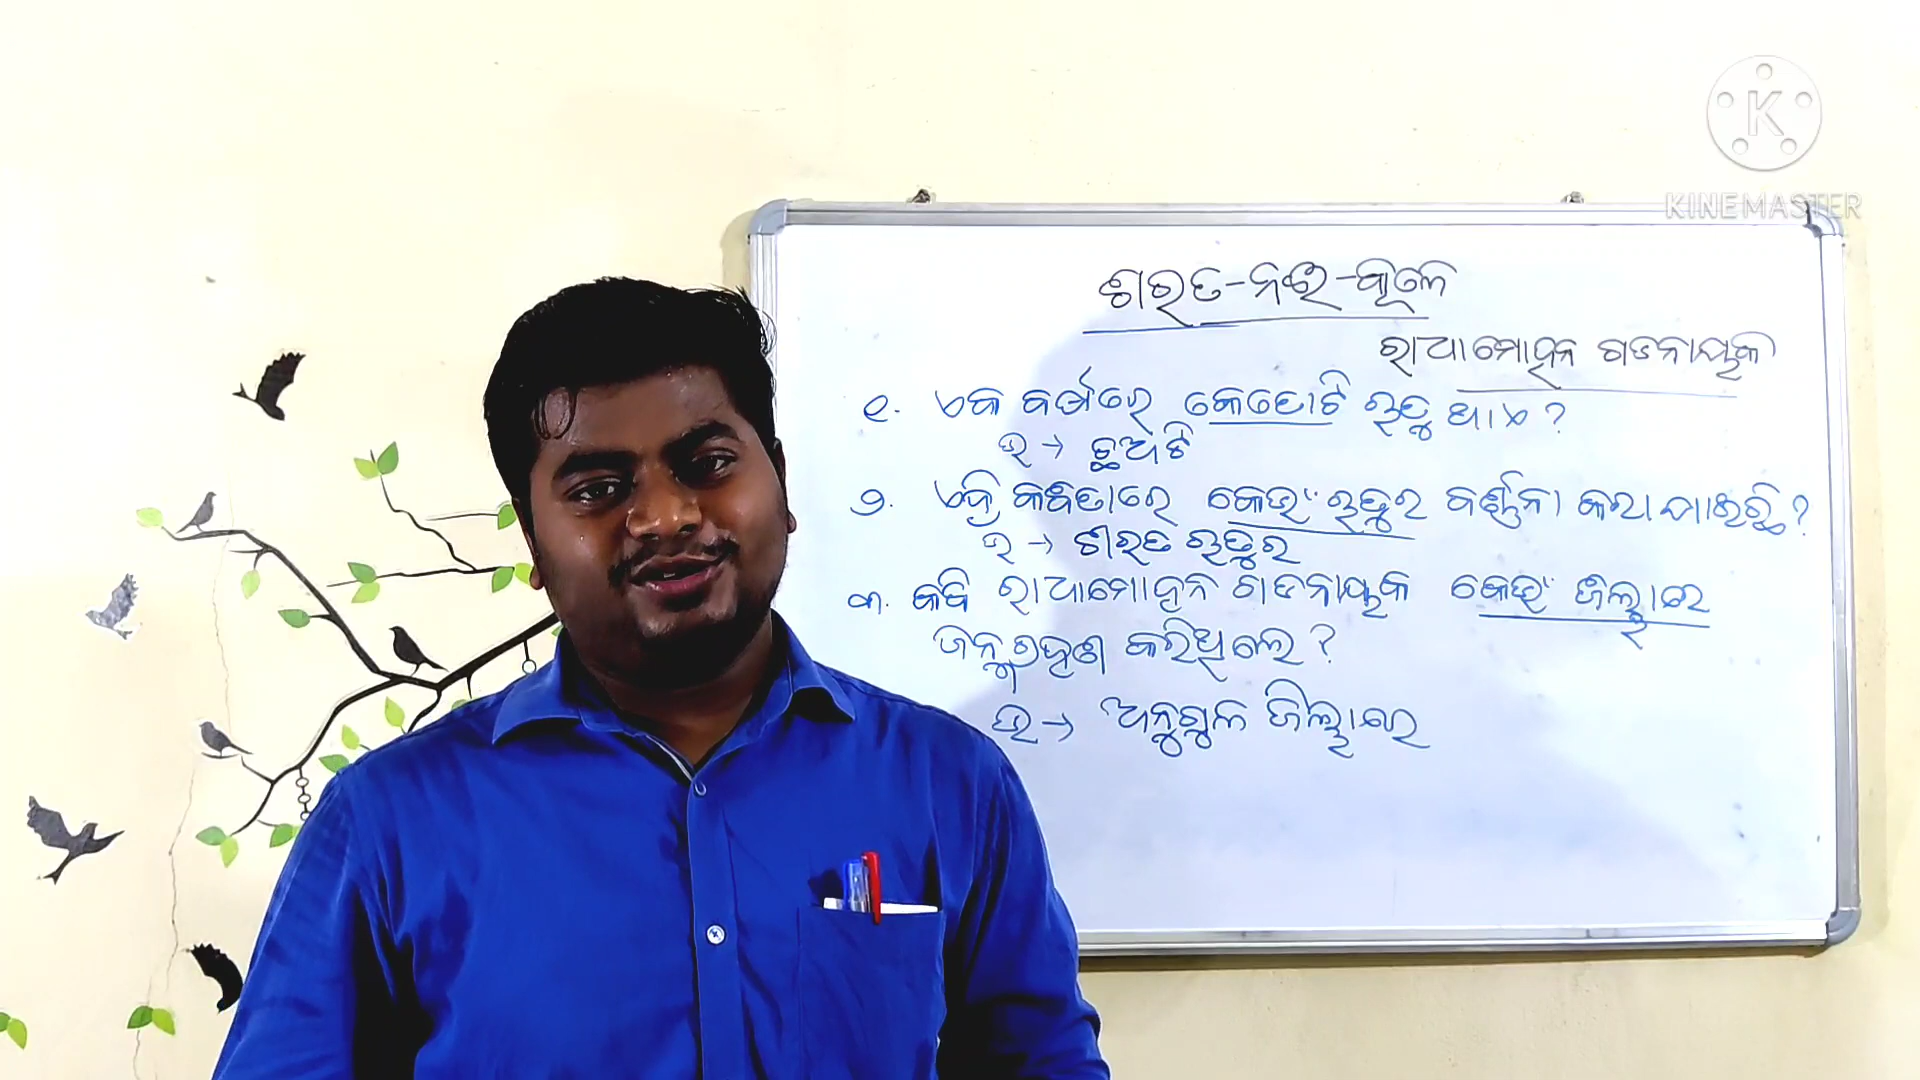 ଶରତ-ନଈ-କୂଳେ
ରାଧାମୋହନ ଗଡନାୟକ
୧. ଏକ ବର୍ଷରେ କେତୋଟି ଋତୁ ଥାଏ ?
ଉ → ଛଅଟି
୨. ଏହି କବିତାରେ କେଉଁ ଋତୁର ବର୍ଣ୍ଣନା କରାଯାଇଛି ?
ଉ → ଶରତ ଋତୁର
୩. କବି ରାଧାମୋହନ ଗଡନାୟକ କେଉଁ ଜିଲ୍ଲାରେ
ଜନ୍ମଗ୍ରହଣ କରିଥିଲେ ?
ଉ → ଅନୁଗୁଳ ଜିଲ୍ଲାରେ
K
KINEMASTER